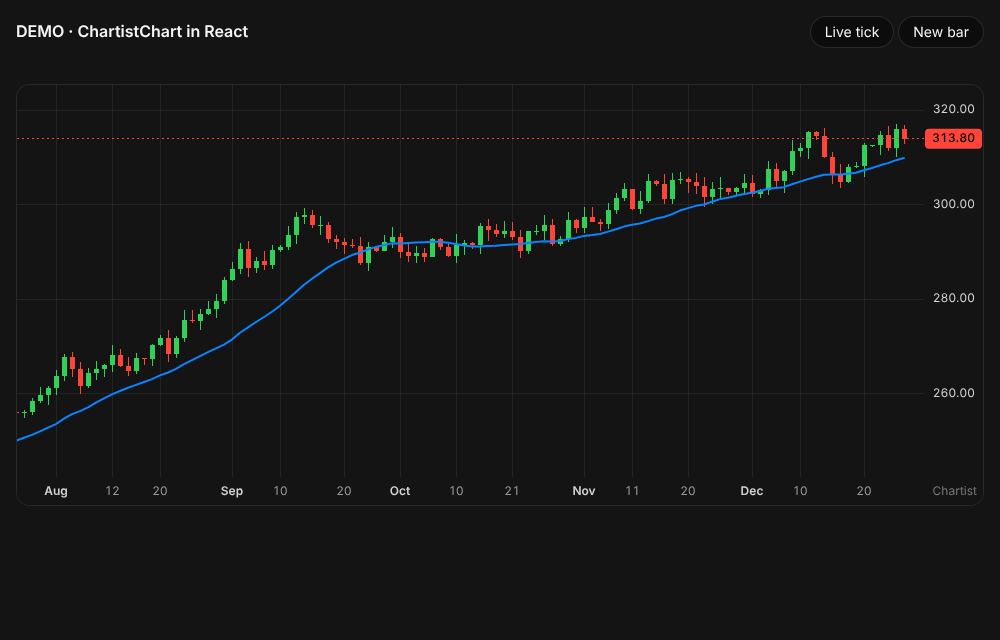 DEMO · ChartistChart in React
Live tick
New bar
320.00
313.80
300.00
280.00
260.00
Aug 12 20 Sep 10 20 Oct 10 21 Nov 11 20 Dec 10 20 Chartist